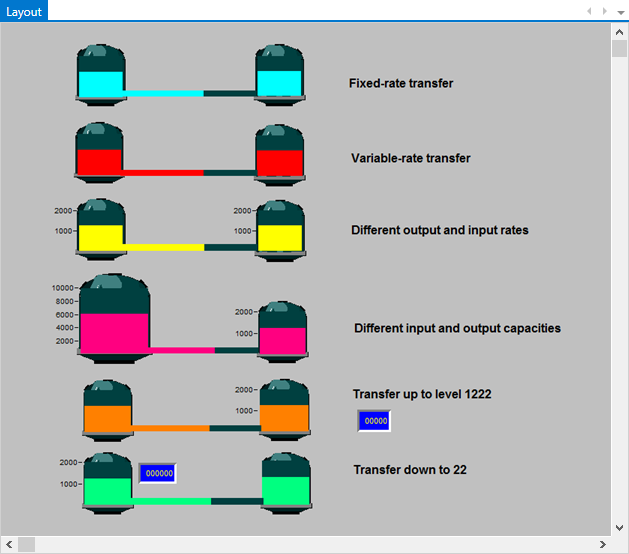 Layout
Fixed-rate transfer
Variable-rate transfer
2000
2000
1000
1000
Different output and input rates
10000
8000
6000
4000
2000
2000
1000
Different input and output capacities
2000
1000
Transfer up to level 1222
00000
2000
1000
000000
Transfer down to 22